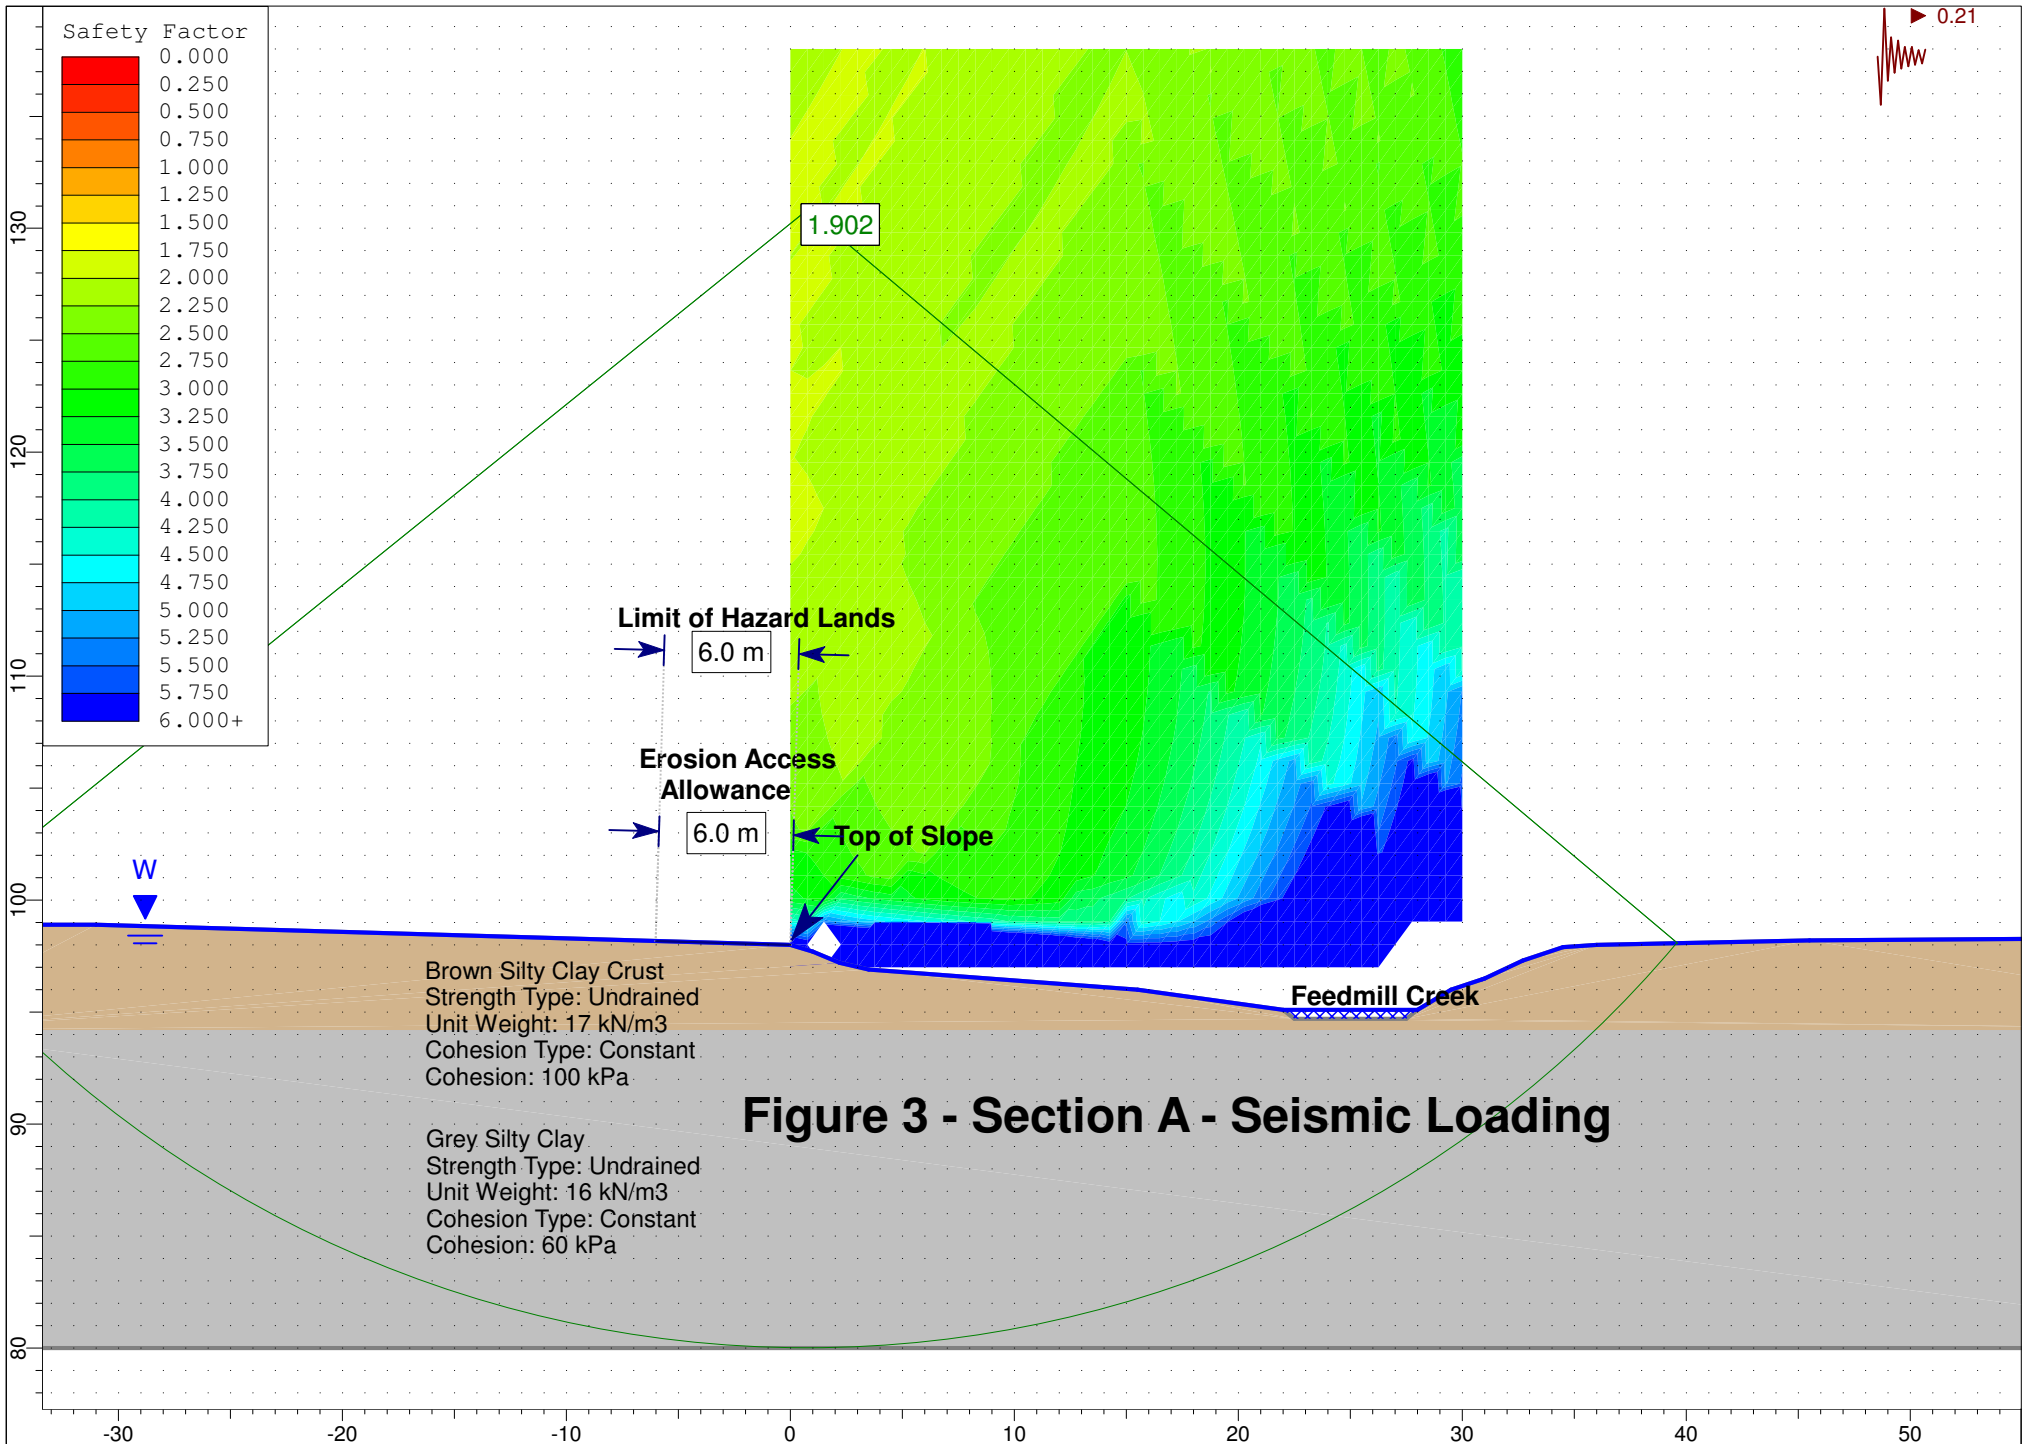 Safety Factor
0.000
0.250
0.500
0.750
1.000
1.250
1.500
1.750
2.000
2.250
2.500
2.750
3.000
3.250
3.500
3.750
4.000
4.250
4.500
4.750
5.000
5.250
5.500
5.750
6.000+
0.21
1.902
Limit of Hazard Lands
6.0 m
Erosion Access
Allowance
6.0 m
Top of Slope
W
Brown Silty Clay Crust
Strength Type: Undrained
Unit Weight: 17 kN/m3
Cohesion Type: Constant
Cohesion: 100 kPa
Feedmill Creek
Figure 3 - Section A - Seismic Loading
Grey Silty Clay
Strength Type: Undrained
Unit Weight: 16 kN/m3
Cohesion Type: Constant
Cohesion: 60 kPa
130
120
110
100
90
80
-30 -20 -10 0 10 20 30 40 50